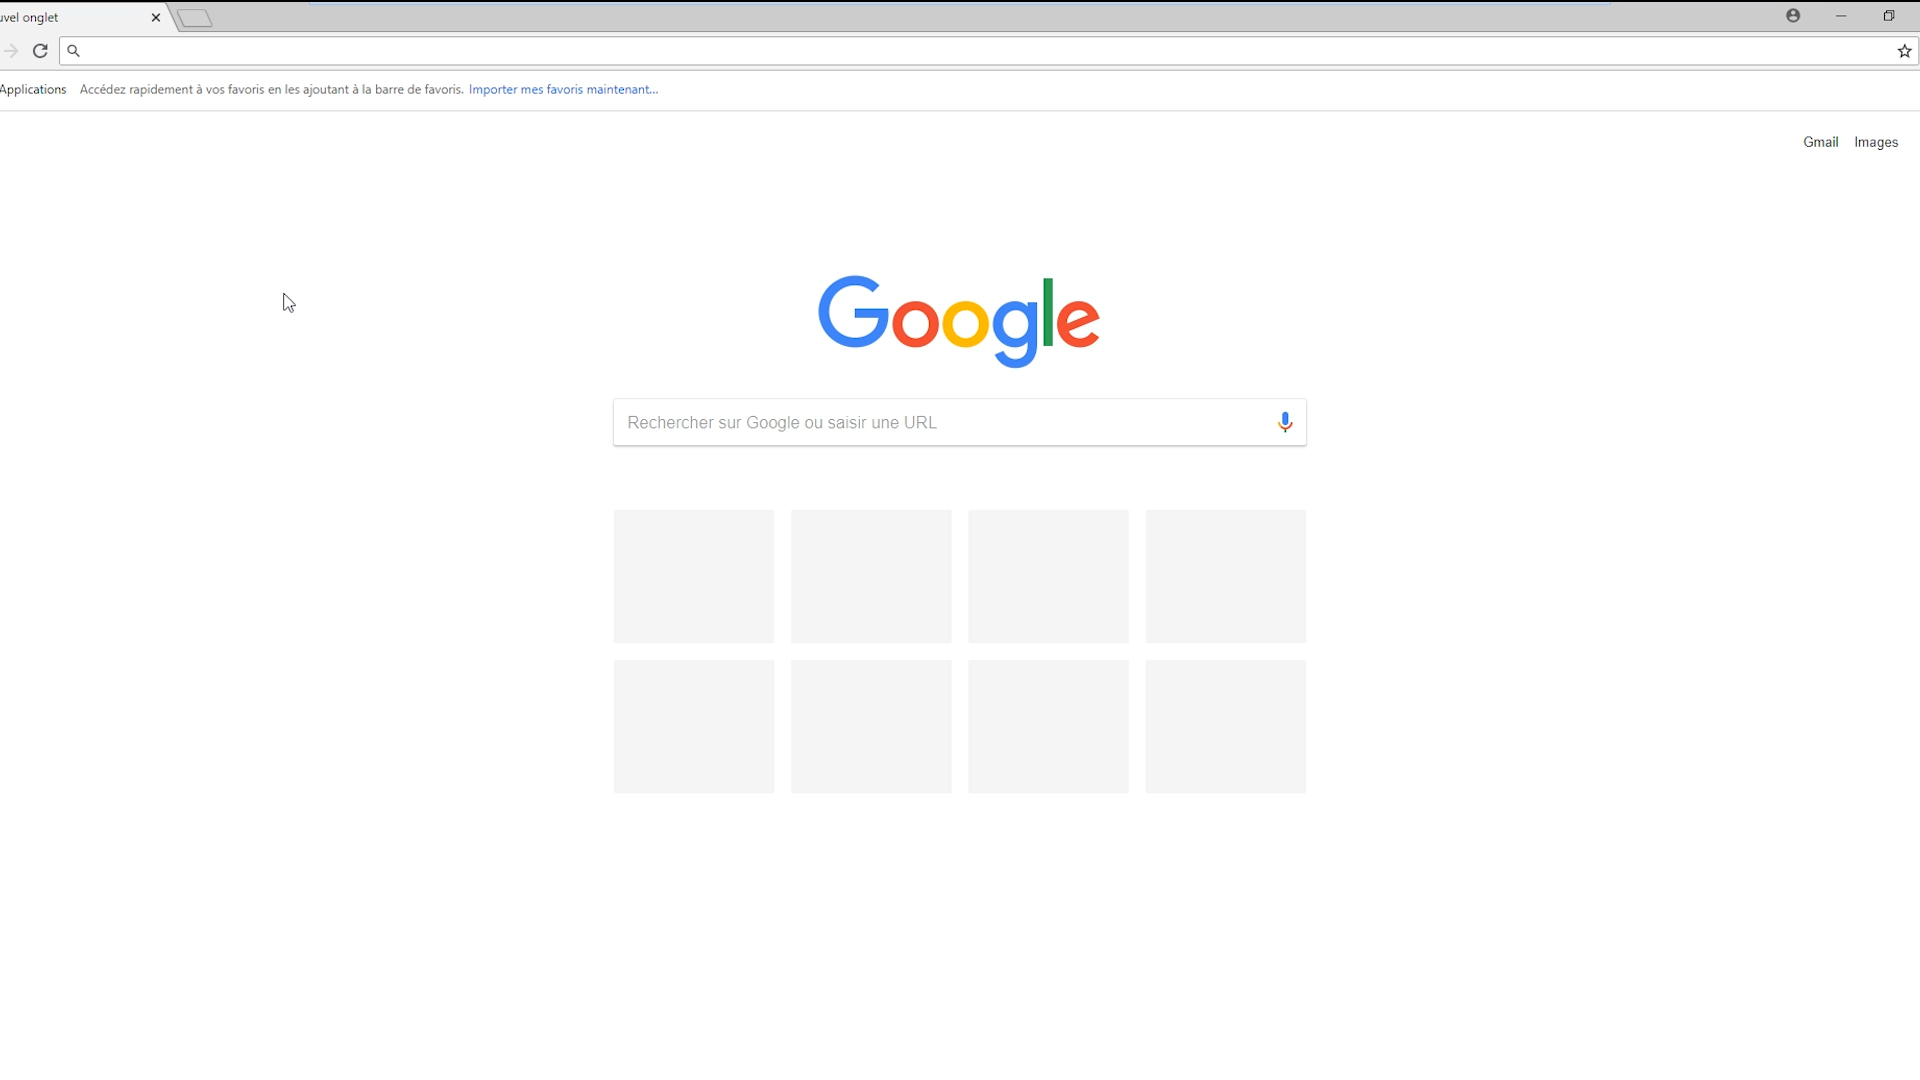 uvel onglet
Applications Accédez rapidement à vos favoris en les ajoutant à la barre de favoris. Importer mes favoris maintenant...
Gmail Images
Google
Rechercher sur Google ou saisir une URL